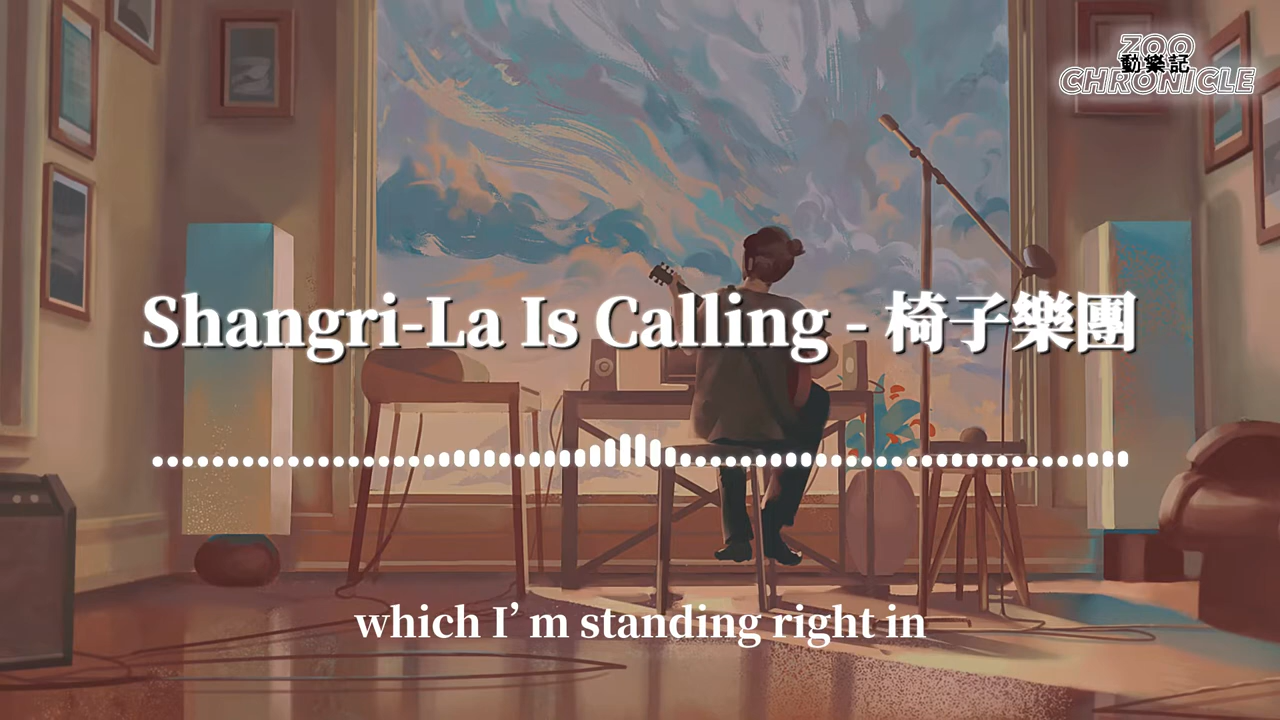 ZOO
動樂記
CHRONICLE
Shangri-La Is Calling - 椅子樂團
which I’m standing right in